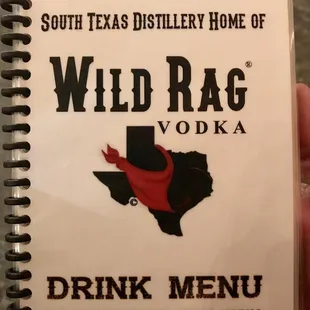 South Texas Distillery Home of
Wild Rag®
VODKA
©
DRINK MENU